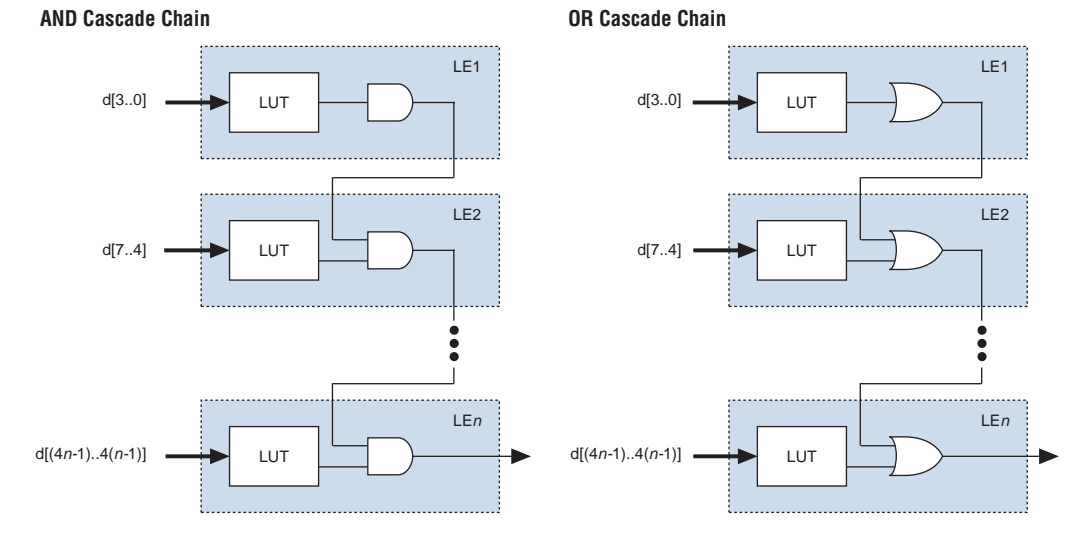 AND Cascade Chain
LE1
d[3..0]
LUT
LE2
d[7..4]
LUT
LEn
d[(4n-1)..4(n-1)]
LUT
OR Cascade Chain
LE1
d[3..0]
LUT
LE2
d[7..4]
LUT
LEn
d[(4n-1)..4(n-1)]
LUT